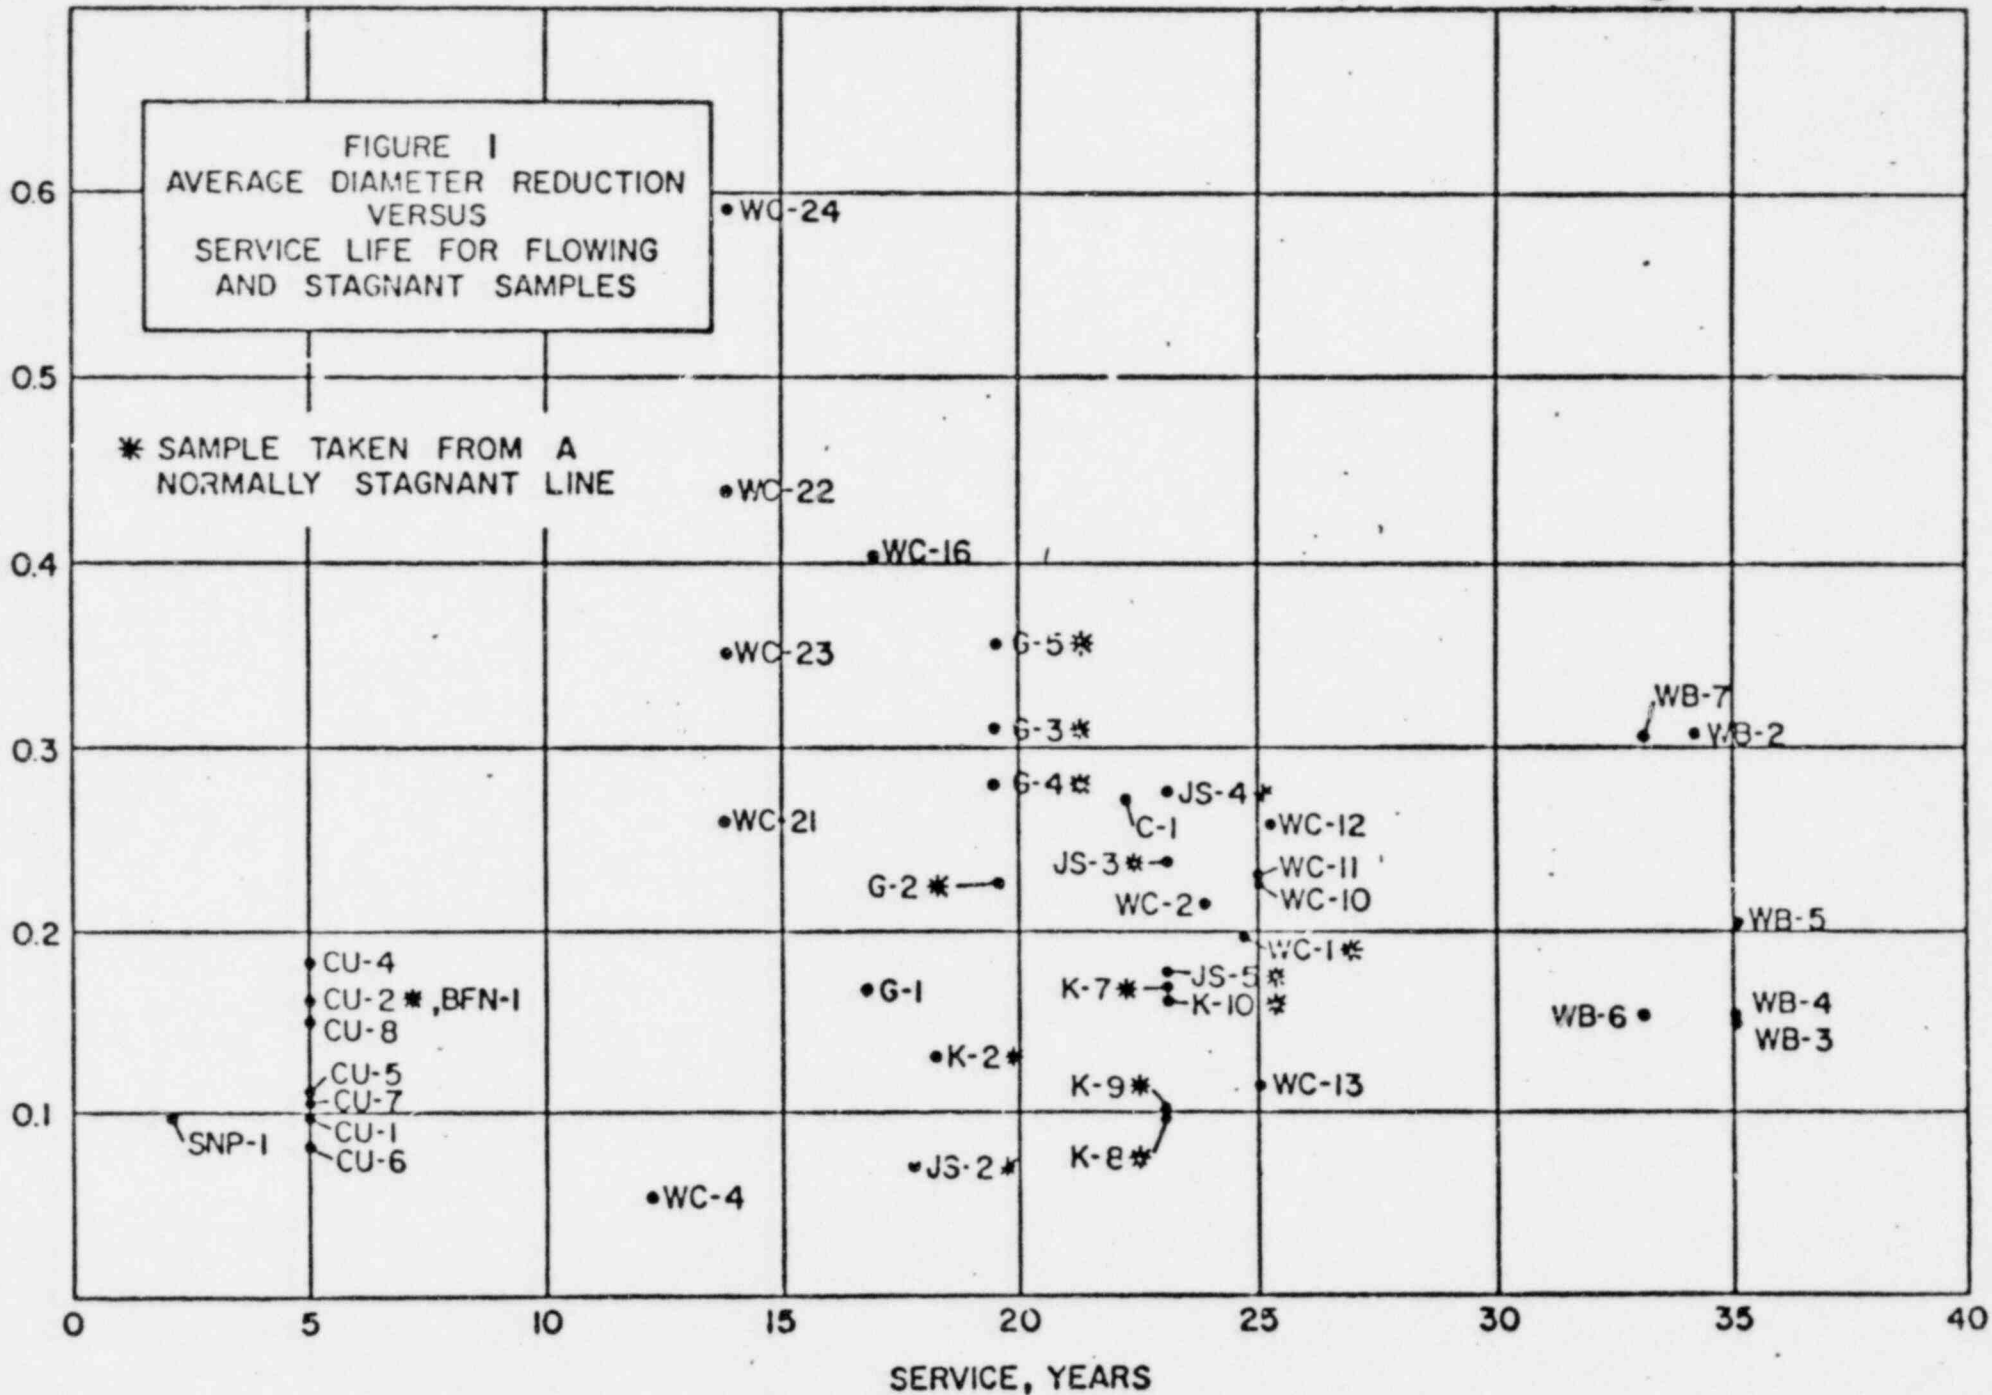 FIGURE 1
AVERAGE DIAMETER REDUCTION
VERSUS
SERVICE LIFE FOR FLOWING
AND STAGNANT SAMPLES
0.6
WC-24
0.5
* SAMPLE TAKEN FROM A
NORMALLY STAGNANT LINE
WC-22
WC-16
0.4
G-5 *
WC-23
WB-7
G-3 *
WB-2
0.3
G-4 *
JS-4 *
WC-21
C-1
WC-12
JS-3 *
WC-11
G-2 *
WC-10
WC-2
WB-5
0.2
WC-1 *
CU-4
JS-5 *
K-7 *
G-1
CU-2 *, BFN-1
K-10 *
WB-4
WB-6
CU-8
WB-3
K-2 *
CU-5
K-9 *
WC-13
CU-7
0.1
CU-1
SNP-1
CU-6
K-8 *
JS-2 *
WC-4
0 5 10 15 20 25 30 35 40
SERVICE, YEARS